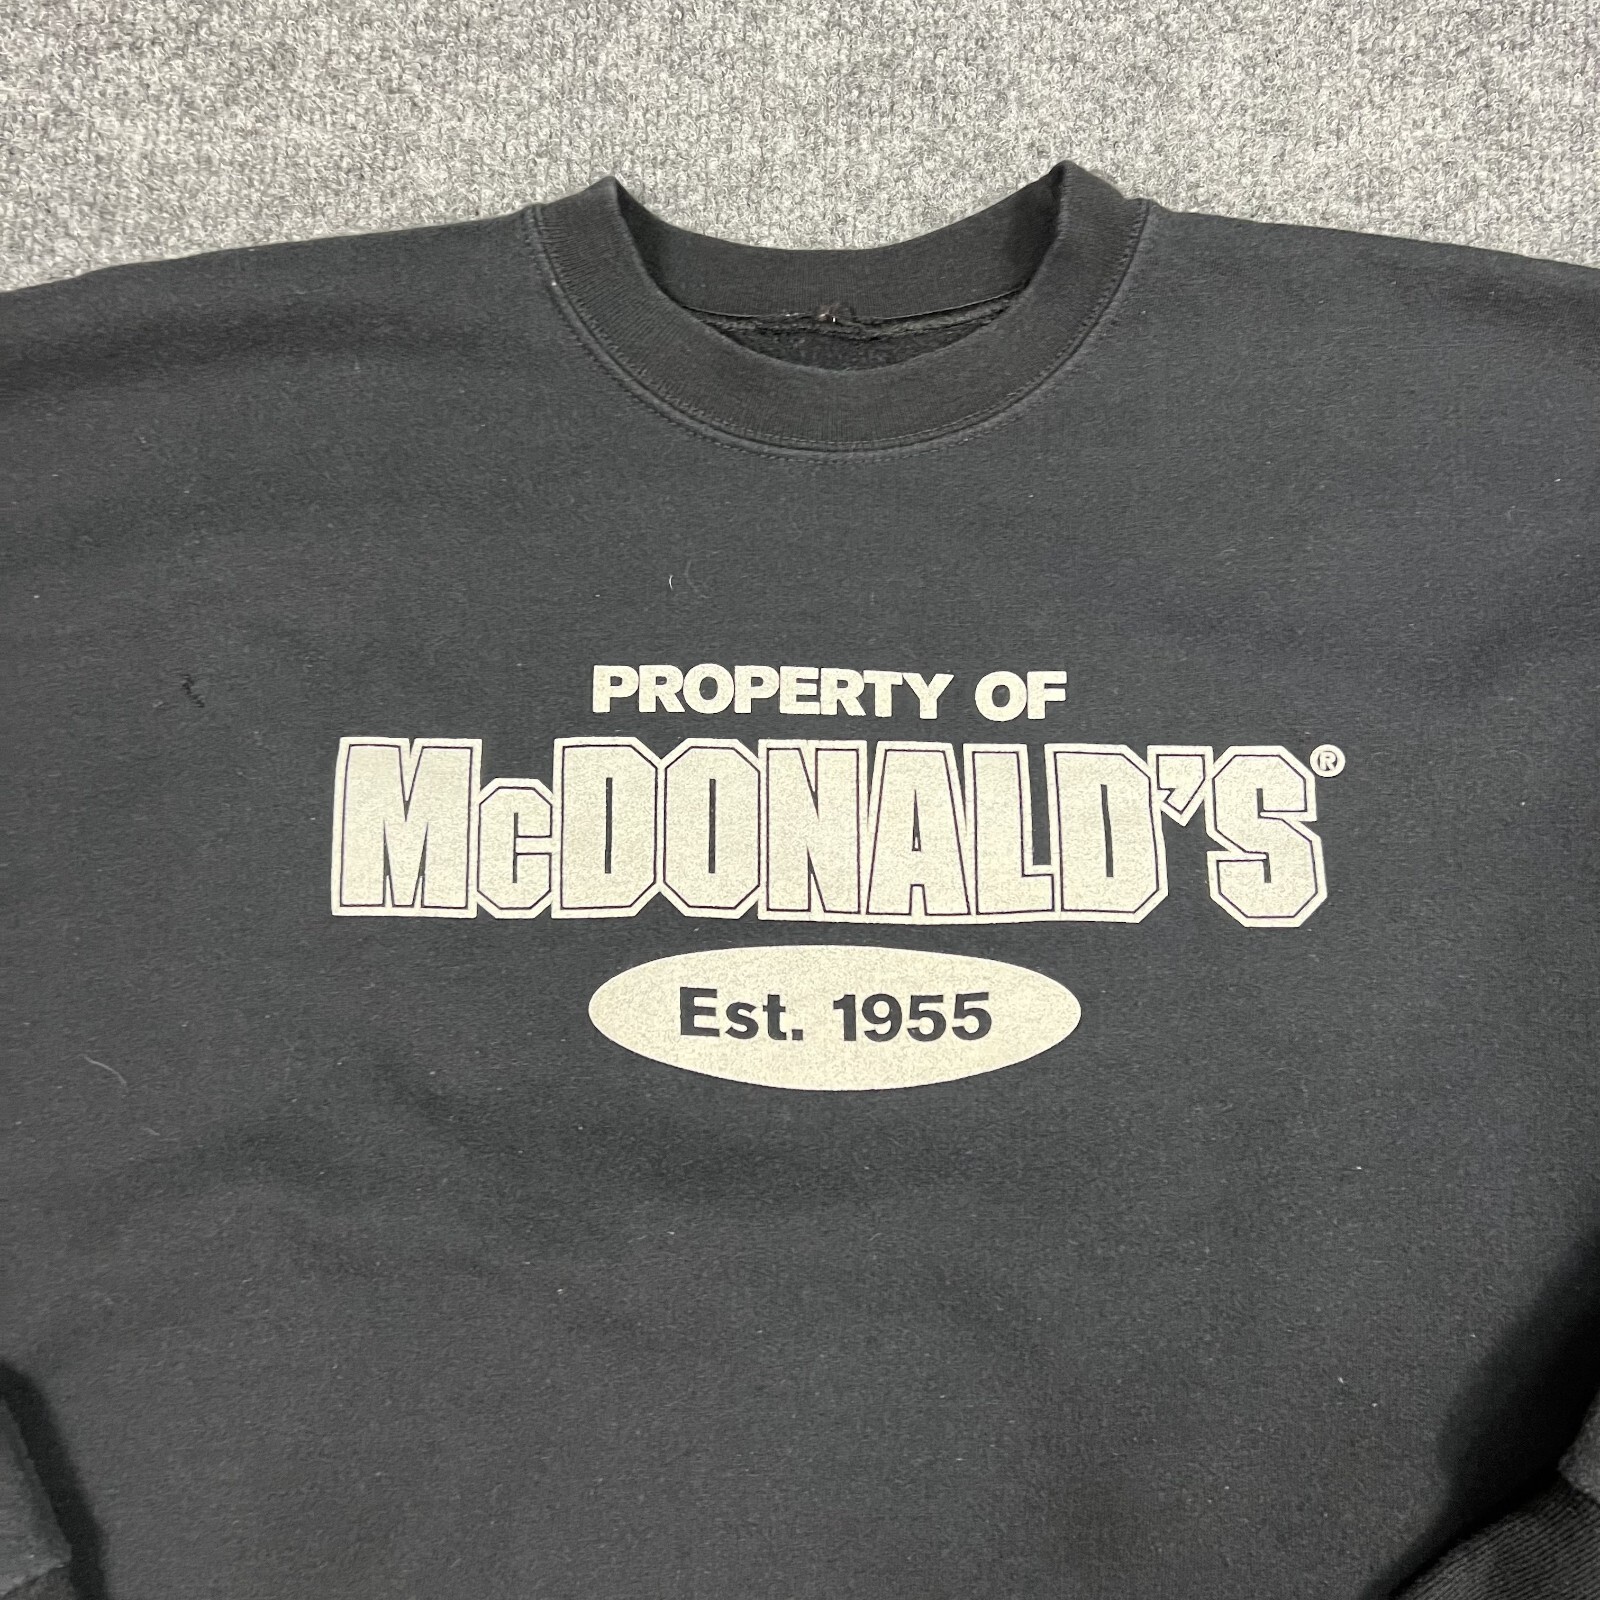 PROPERTY OF
McDONALD'S®
Est. 1955